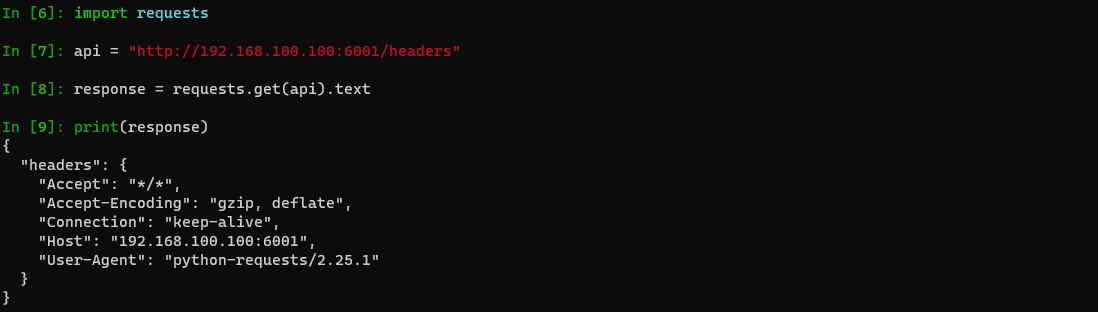 In [6]: import requests
In [7]: api = "http://192.168.100.100:6001/headers"
In [8]: response = requests.get(api).text
In [9]: print(response)
{
  "headers": {
    "Accept": "*/*",
    "Accept-Encoding": "gzip, deflate",
    "Connection": "keep-alive",
    "Host": "192.168.100.100:6001",
    "User-Agent": "python-requests/2.25.1"
  }
}